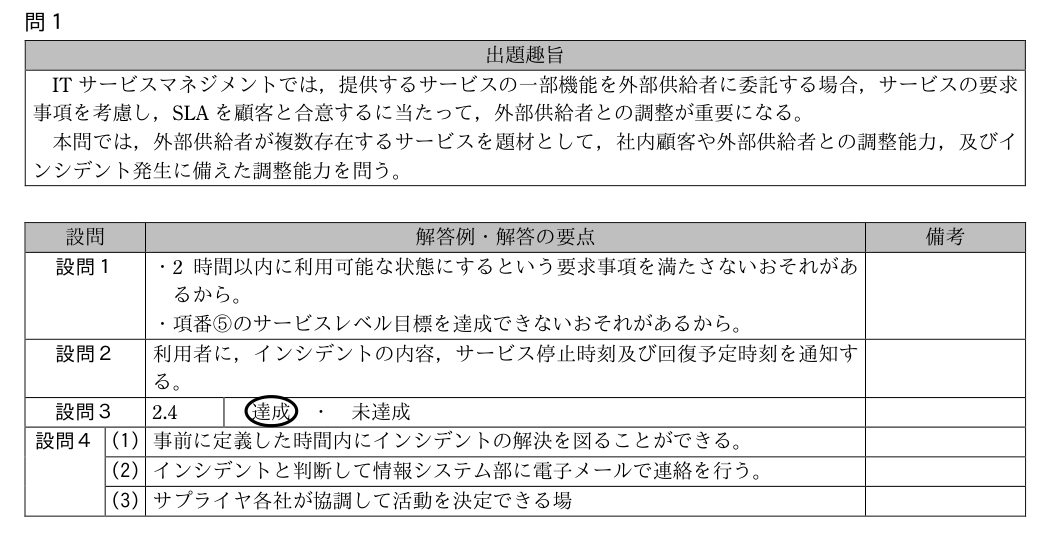 問1
出題趣旨
IT サービスマネジメントでは，提供するサービスの一部機能を外部供給者に委託する場合，サービスの要求
事項を考慮し，SLA を顧客と合意するに当たって，外部供給者との調整が重要になる。
本問では，外部供給者が複数存在するサービスを題材として，社内顧客や外部供給者との調整能力，及びイ
ンシデント発生に備えた調整能力を問う。
設問 解答例・解答の要点 備考
設問1 ・2 時間以内に利用可能な状態にするという要求事項を満たさないおそれがあ
るから。
・項番⑤のサービスレベル目標を達成できないおそれがあるから。
設問2 利用者に，インシデントの内容，サービス停止時刻及び回復予定時刻を通知す
る。
設問3 2.4 達成 ・ 未達成
設問4 (1) 事前に定義した時間内にインシデントの解決を図ることができる。
(2) インシデントと判断して情報システム部に電子メールで連絡を行う。
(3) サプライヤ各社が協調して活動を決定できる場